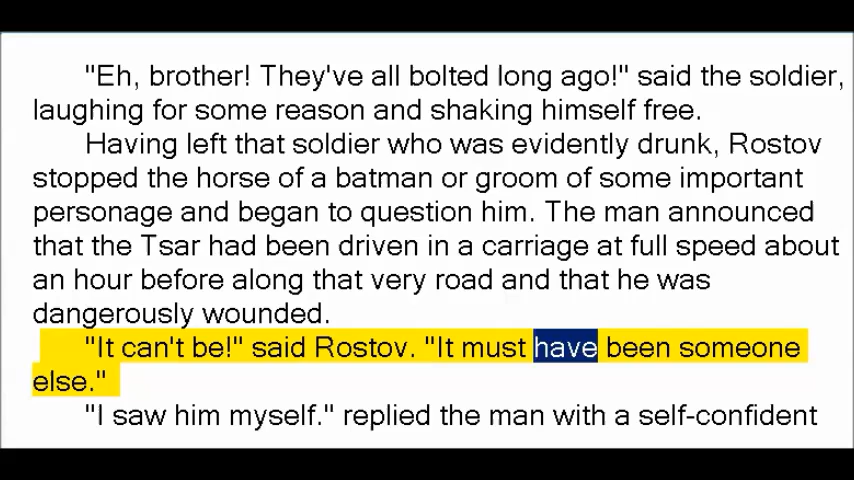 "Eh, brother! They've all bolted long ago!" said the soldier,
laughing for some reason and shaking himself free.
Having left that soldier who was evidently drunk, Rostov
stopped the horse of a batman or groom of some important
personage and began to question him. The man announced
that the Tsar had been driven in a carriage at full speed about
an hour before along that very road and that he was
dangerously wounded.
"It can't be!" said Rostov. "It must have been someone
else."
"I saw him myself." replied the man with a self-confident